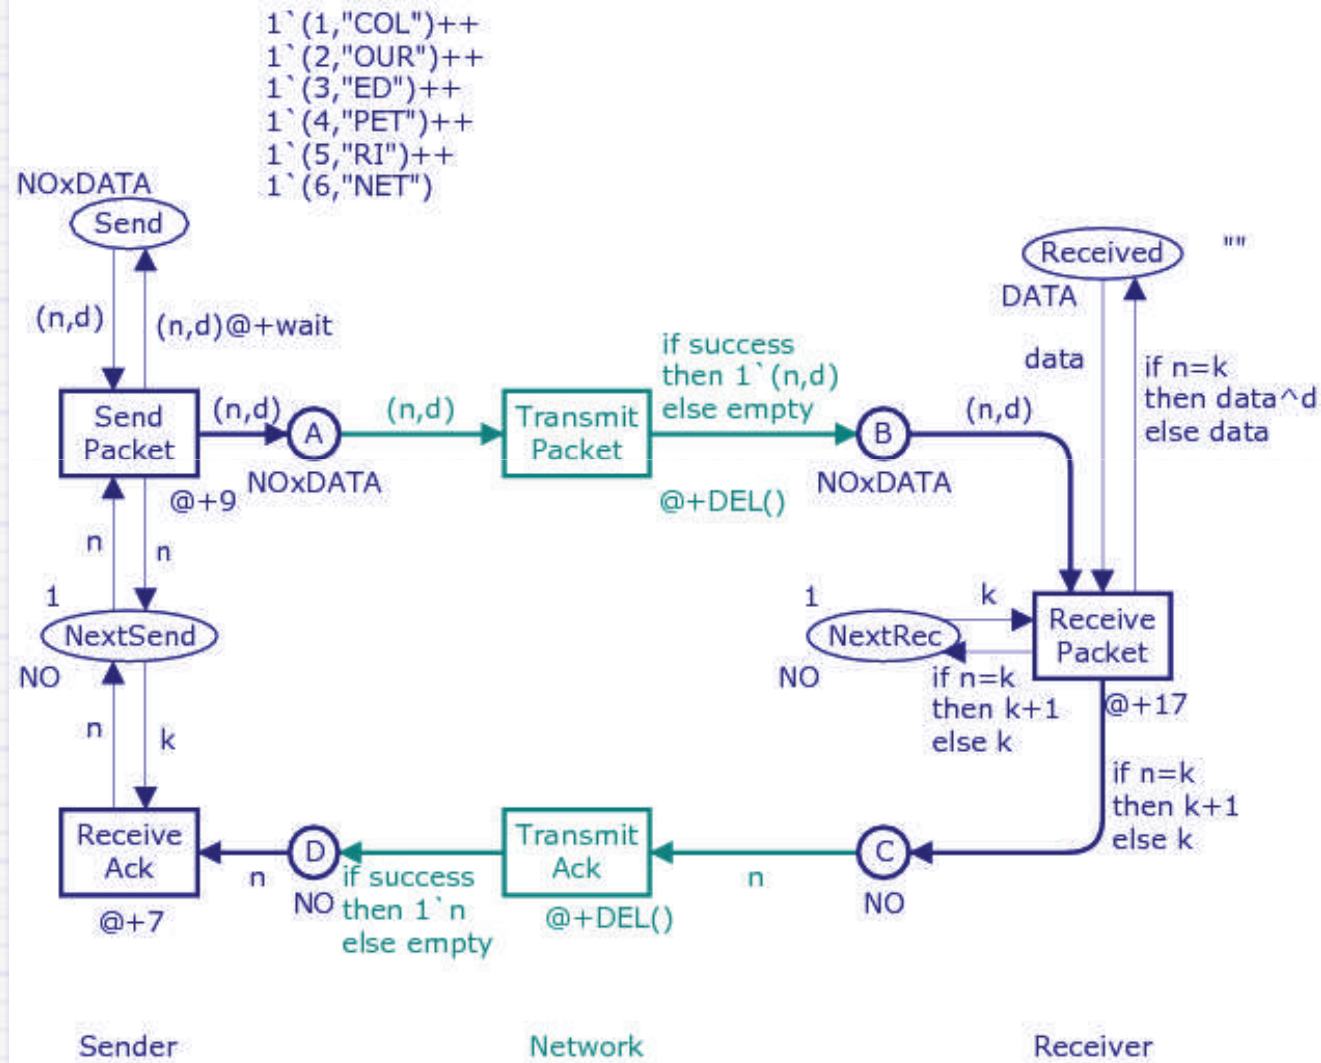 1`(1,"COL")++
1`(2,"OUR")++
1`(3,"ED")++
1`(4,"PET")++
1`(5,"RI")++
1`(6,"NET")
NOxDATA
Send
Received
""
DATA
(n,d)
(n,d)@+wait
data
if n=k
then data^d
else data
if success
then 1`(n,d)
else empty
Send
Packet
(n,d)
A
(n,d)
Transmit
Packet
B
(n,d)
@+9
NOxDATA
@+DEL()
NOxDATA
n
n
1
NextSend
NO
1
NextRec
NO
k
Receive
Packet
if n=k
then k+1
else k
@+17
n
k
if n=k
then k+1
else k
Receive
Ack
n
D
Transmit
Ack
n
C
@+7
NO
if success
then 1`n
else empty
@+DEL()
NO
Sender
Network
Receiver